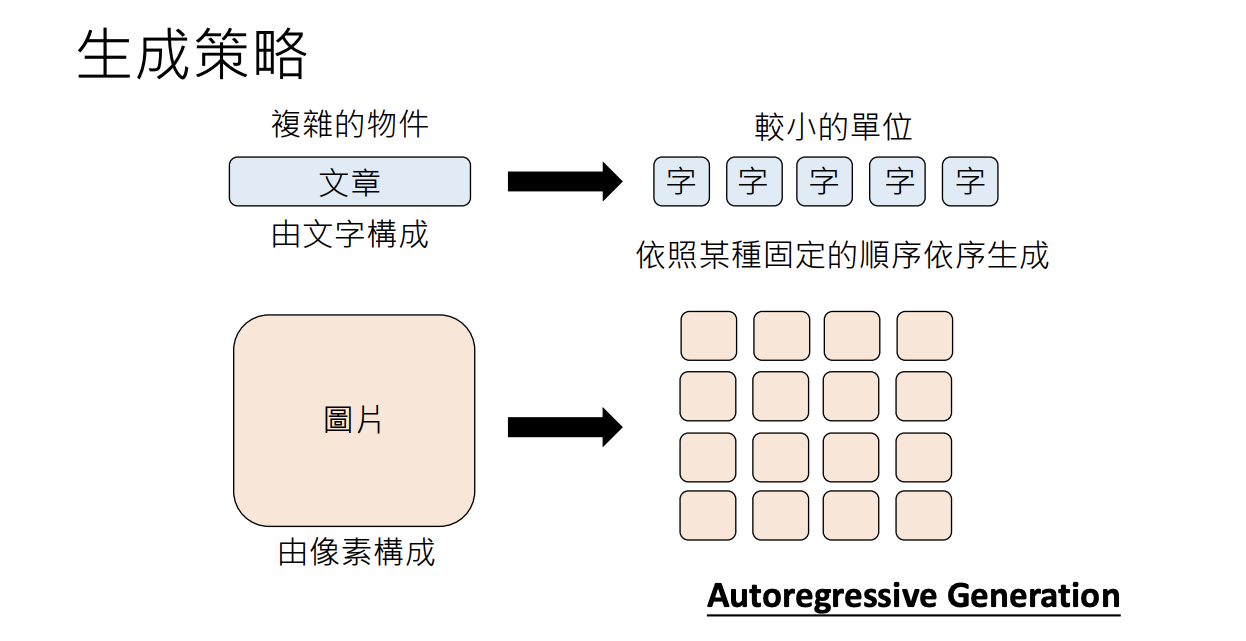 生成策略
複雜的物件
文章
由文字構成
較小的單位
字 字 字 字 字
依照某種固定的順序依序生成
圖片
由像素構成
Autoregressive Generation